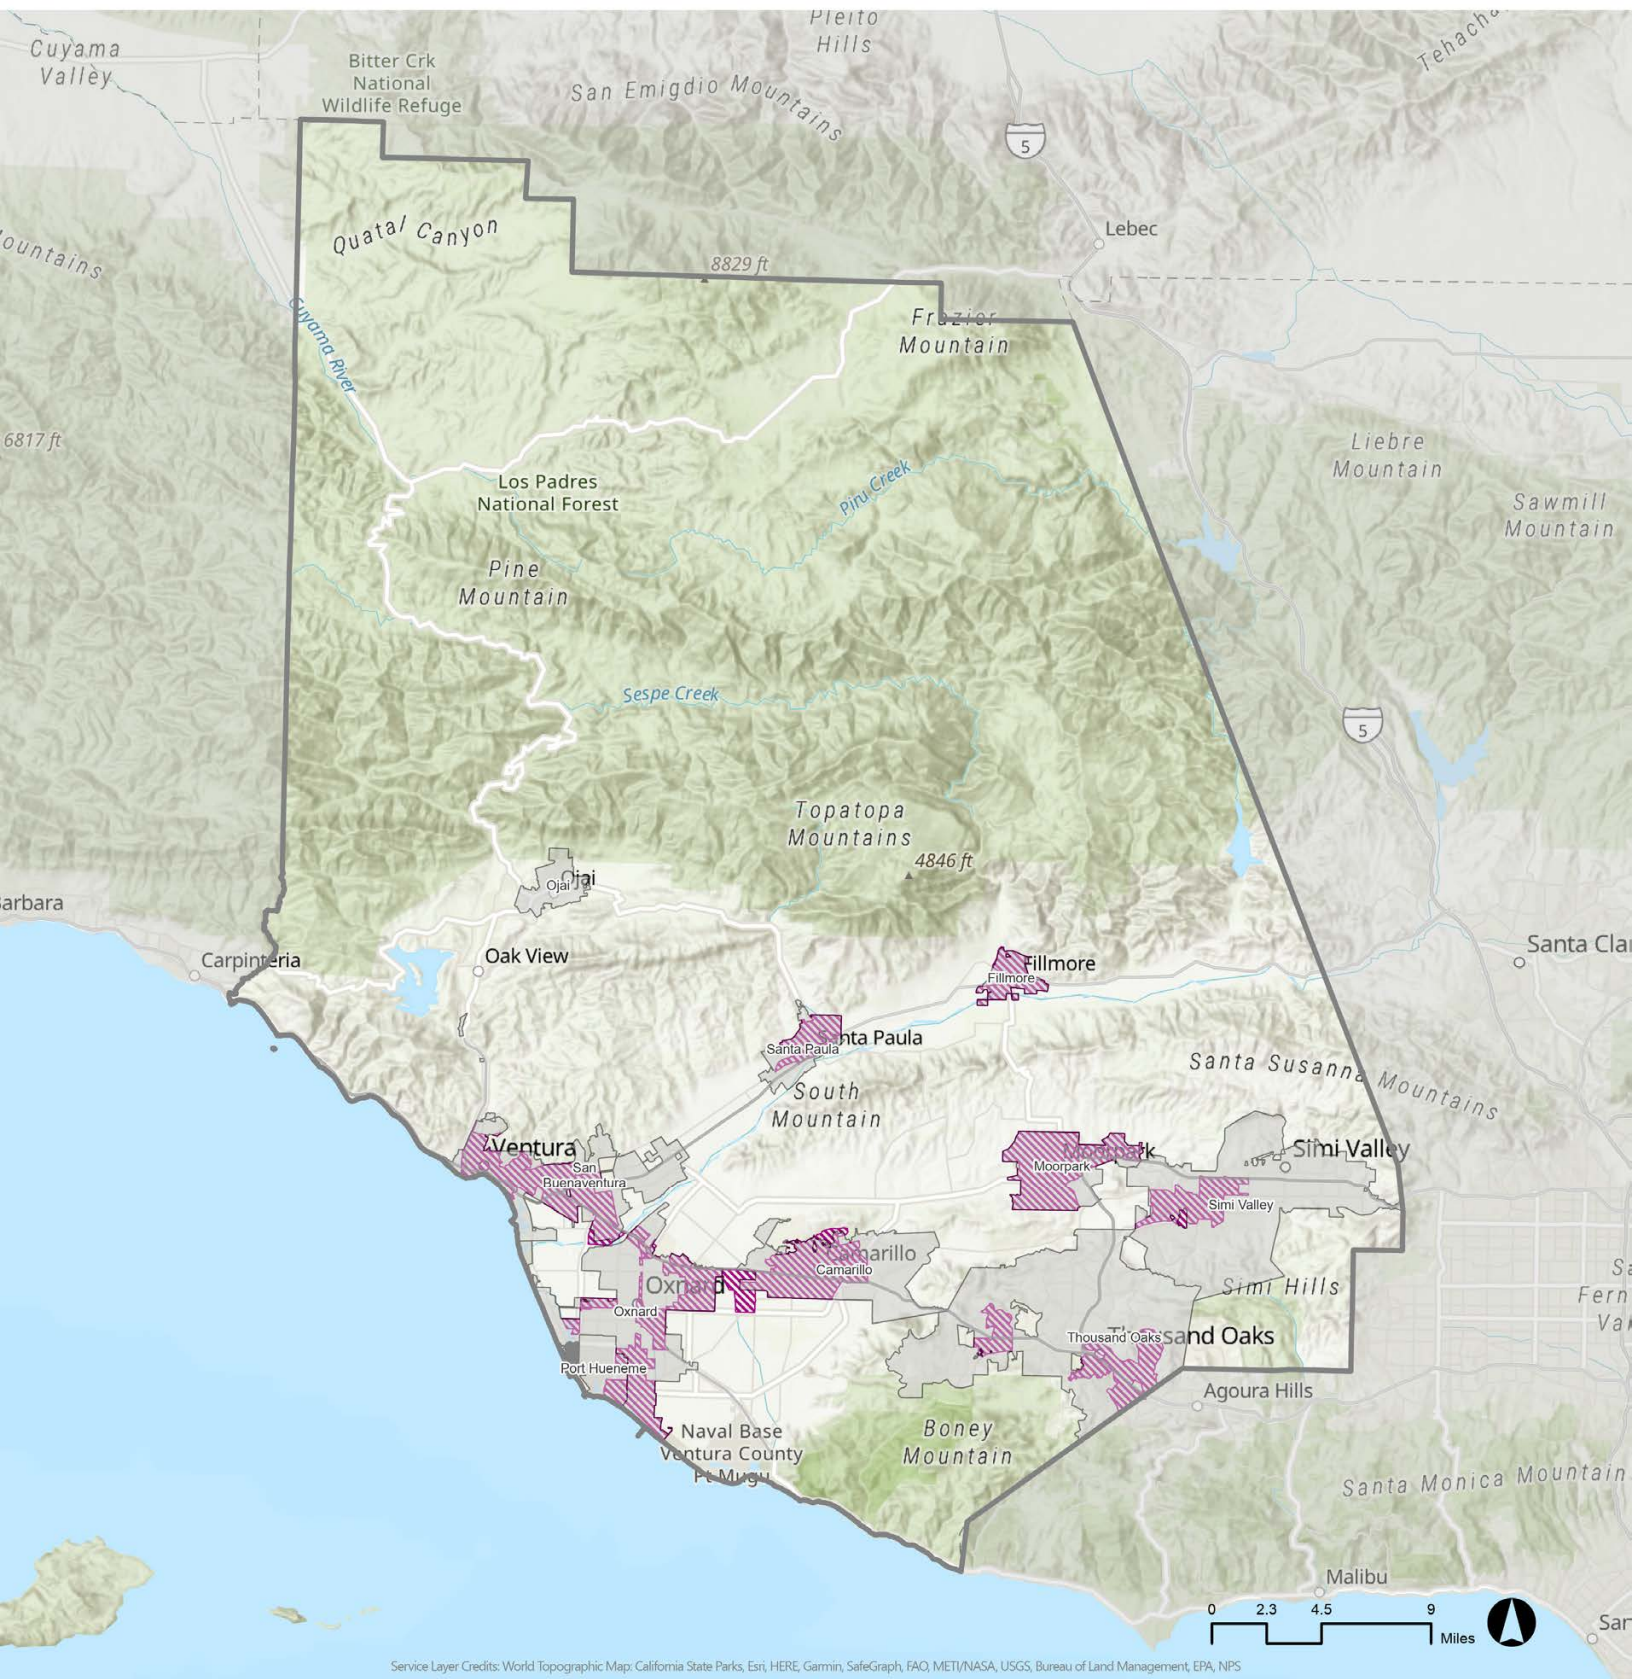 Pleito
Hills
Cuyama
Valley
Bitter Crk
National
Wildlife Refuge
San Emigdio Mountains
5
Quatal Canyon
Lebec
8829 ft
Cuyama River
Frazier
Mountain
6817 ft
Liebre
Mountain
Los Padres
National Forest
Piru Creek
Sawmill
Mountain
Pine
Mountain
Sespe Creek
5
Topatopa
Mountains
4846 ft
Ojai
Ojai
arbara
Carpinteria
Oak View
Fillmore
Fillmore
Santa Cla
Santa Paula
Santa Paula
South
Mountain
Santa Susanna Mountains
Ventura
San
Buenaventura
Moorpark
Moorpark
Simi Valley
Simi Valley
Camarillo
Camarillo
Oxnard
Oxnard
Simi Hills
Fern
Thousand Oaks
Thousand Oaks
Port Hueneme
Agoura Hills
Naval Base
Ventura County
Pt Mugu
Boney
Mountain
Santa Monica Mountain
Malibu
0 2.3 4.5 9
Miles
Service Layer Credits: World Topographic Map: California State Parks, Esri, HERE, Garmin, SafeGraph, FAO, METI/NASA, USGS, Bureau of Land Management, EPA, NPS